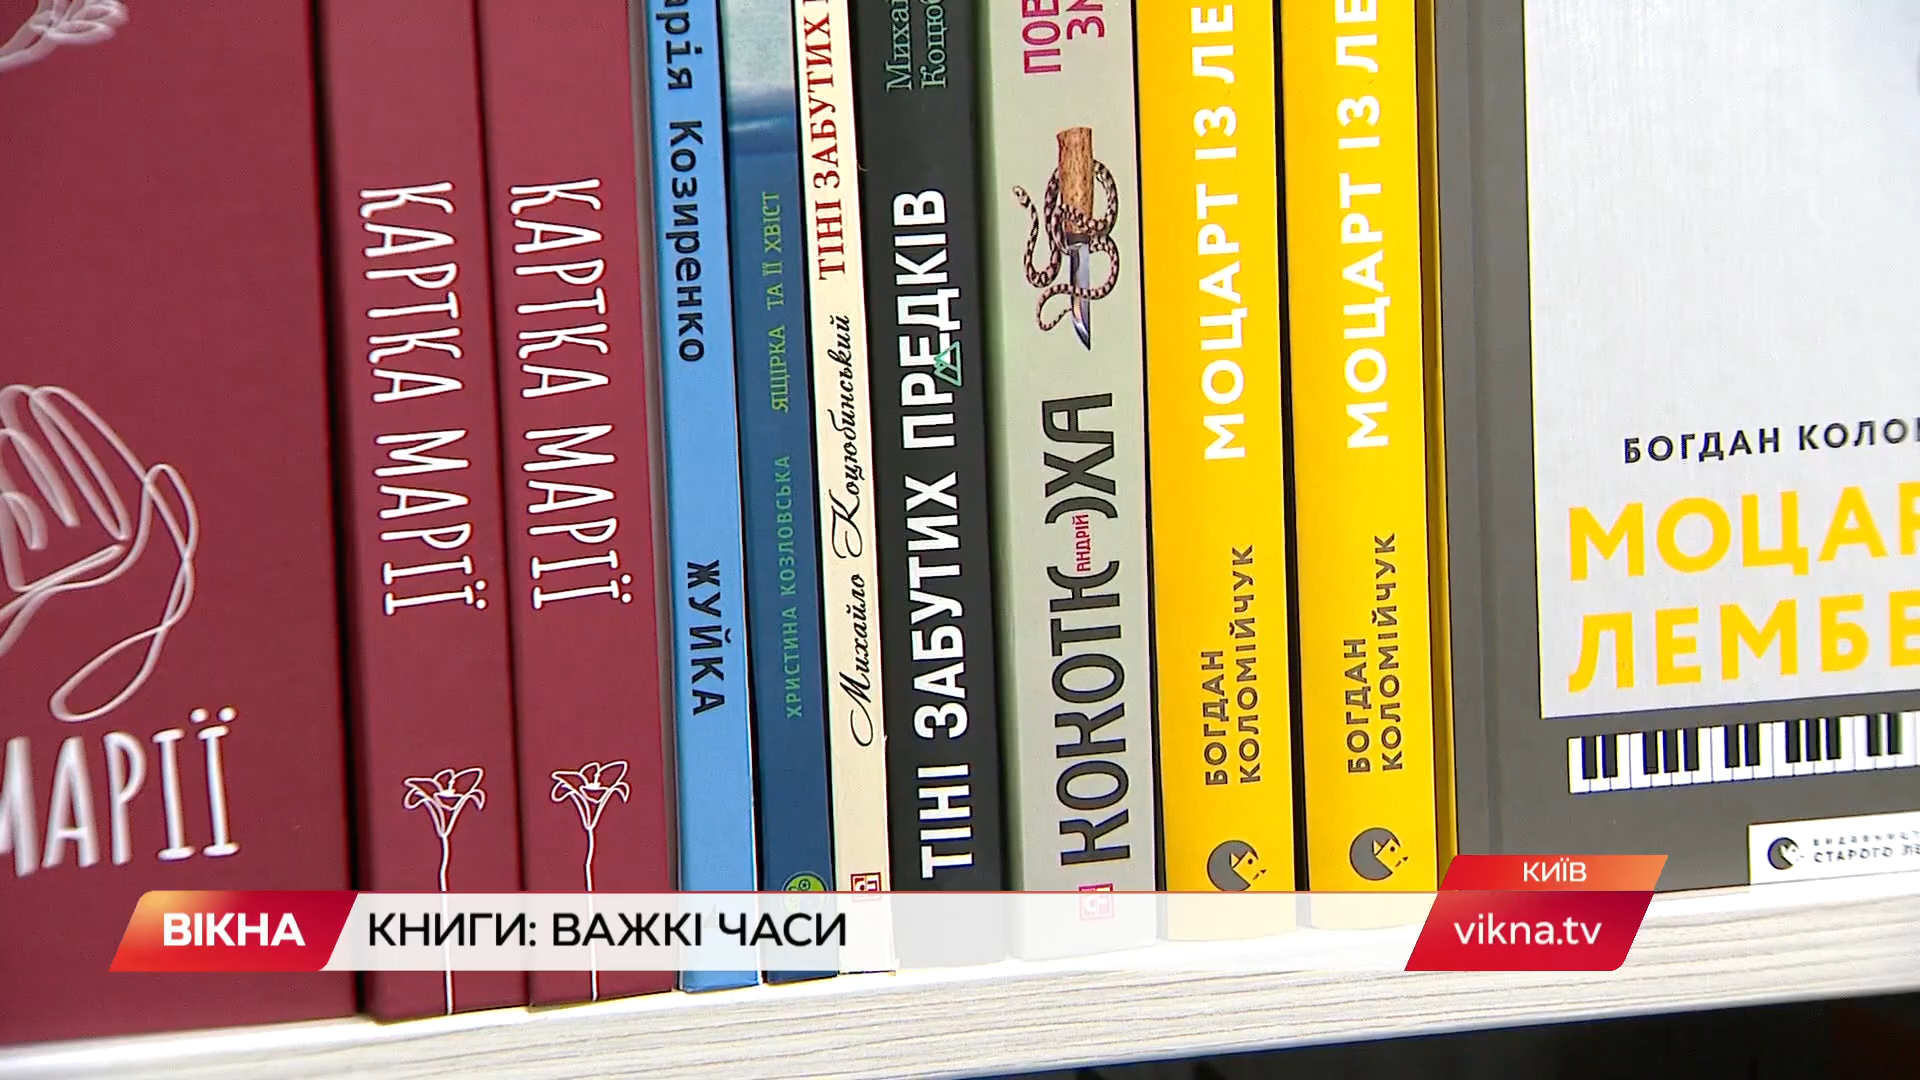 МАРІЇ
КАРТКА МАРІЇ
КАРТКА МАРІЇ
Козиренко
ЖУЙКА
ХРИСТИНА КОЗЛОВСЬКА ЯЩІРКА ТА ЇЇ ХВІСТ
Михайло Коцюбинський ТІНІ ЗАБУТИХ
ТІНІ ЗАБУТИХ ПРЕДКІВ
КОКОТЮХА
АНДРІЙ
БОГДАН
КОЛОМІЙЧУК
МОЦАРТ ІЗ ЛЕ
БОГДАН
КОЛОМІЙЧУК
МОЦАРТ ІЗ ЛЕ
БОГДАН КОЛО
МОЦАР
ЛЕМБЕ
СТАРОГО ЛЕ
КИЇВ
ВІКНА КНИГИ: ВАЖКІ ЧАСИ
vikna.tv